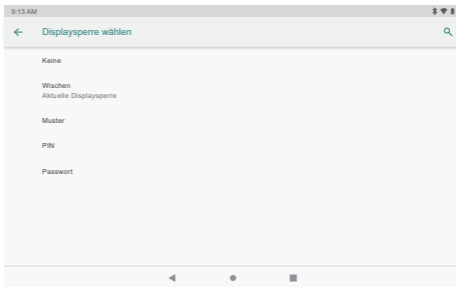 9:13 AM
Displaysperre wählen
Keine
Wischen
Aktuelle Displaysperre
Muster
PIN
Passwort